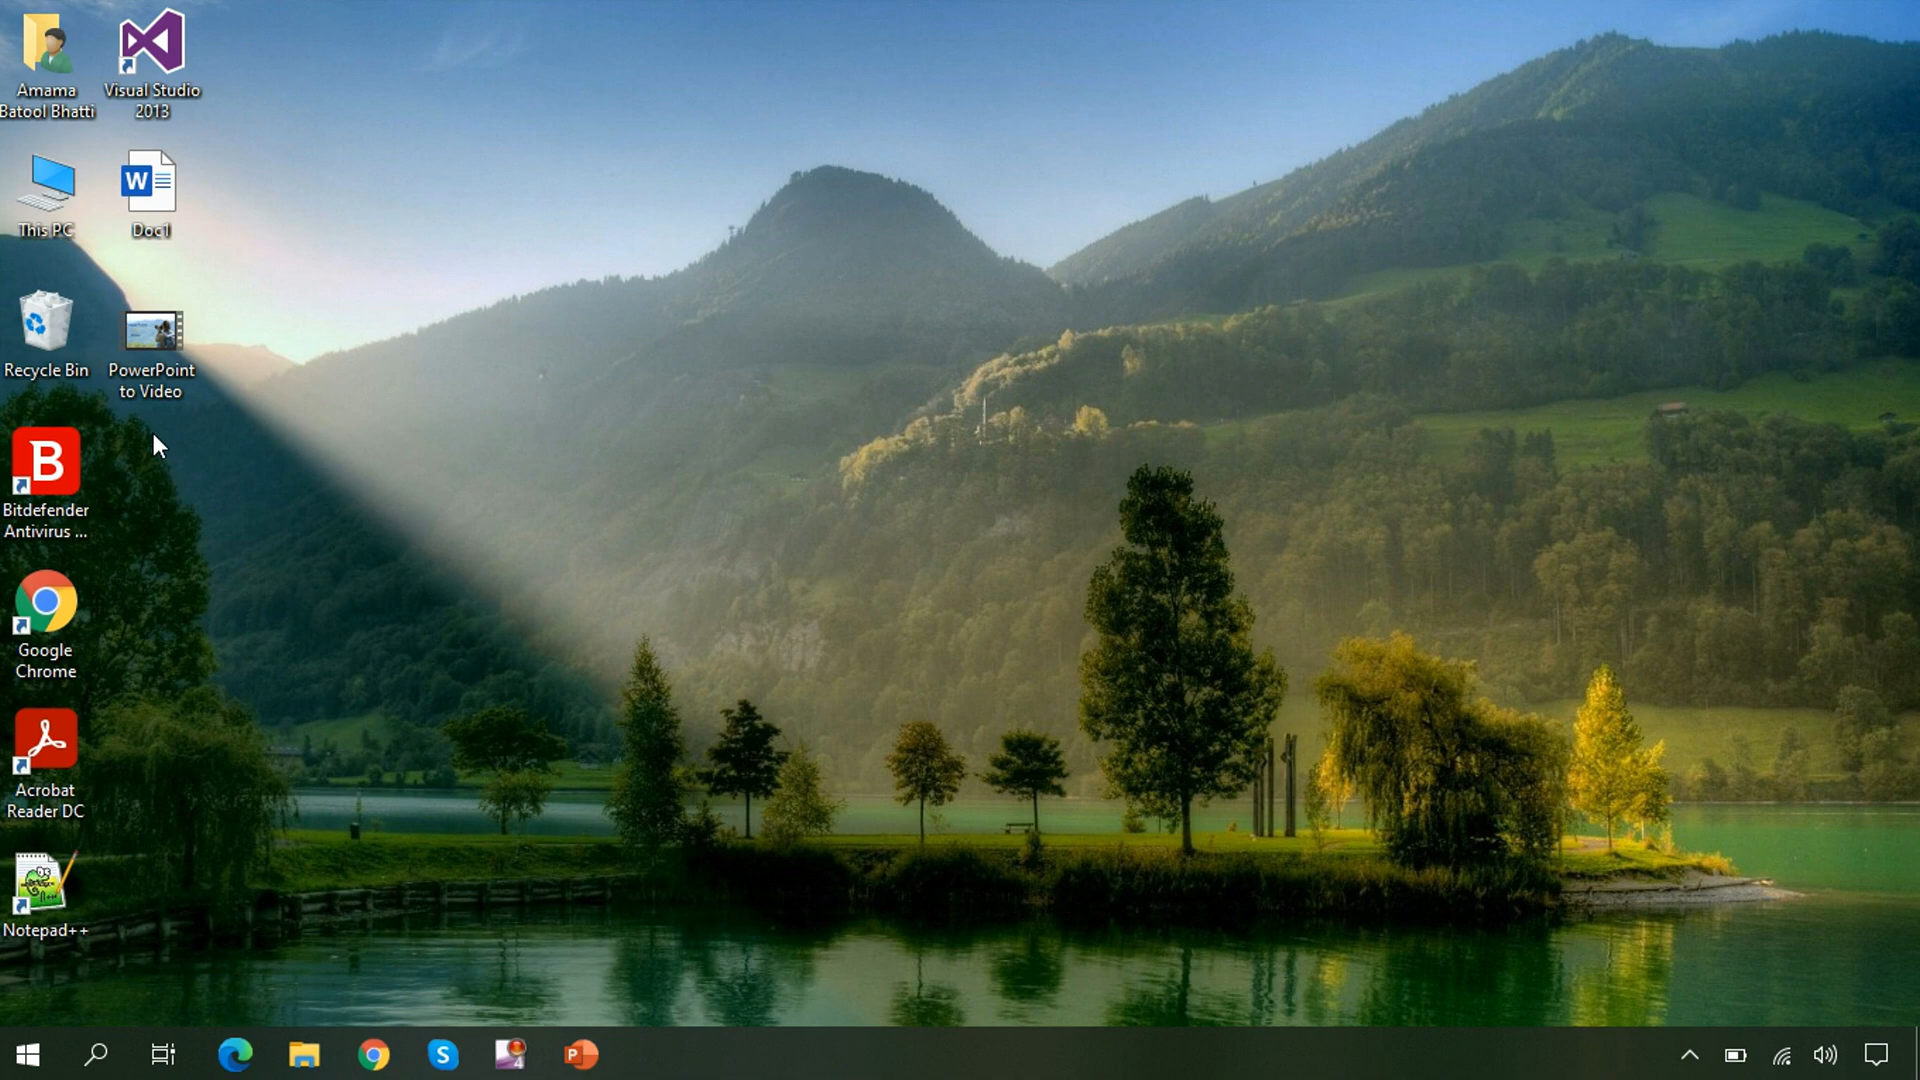 Amama
Batool Bhatti
Visual Studio
2013
This PC
W
Doc1
Recycle Bin
PowerPoint
to Video
B
Bitdefender
Antivirus ...
Google
Chrome
Acrobat
Reader DC
Notepad++
S
4
P